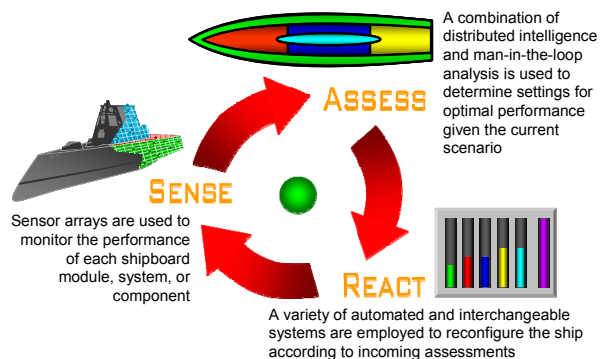 A combination of
distributed intelligence
and man-in-the-loop
analysis is used to
determine settings for
optimal performance
given the current
scenario
ASSESS
SENSE
Sensor arrays are used to
monitor the performance
of each shipboard
module, system, or
component
REACT
A variety of automated and interchangeable
systems are employed to reconfigure the ship
according to incoming assessments